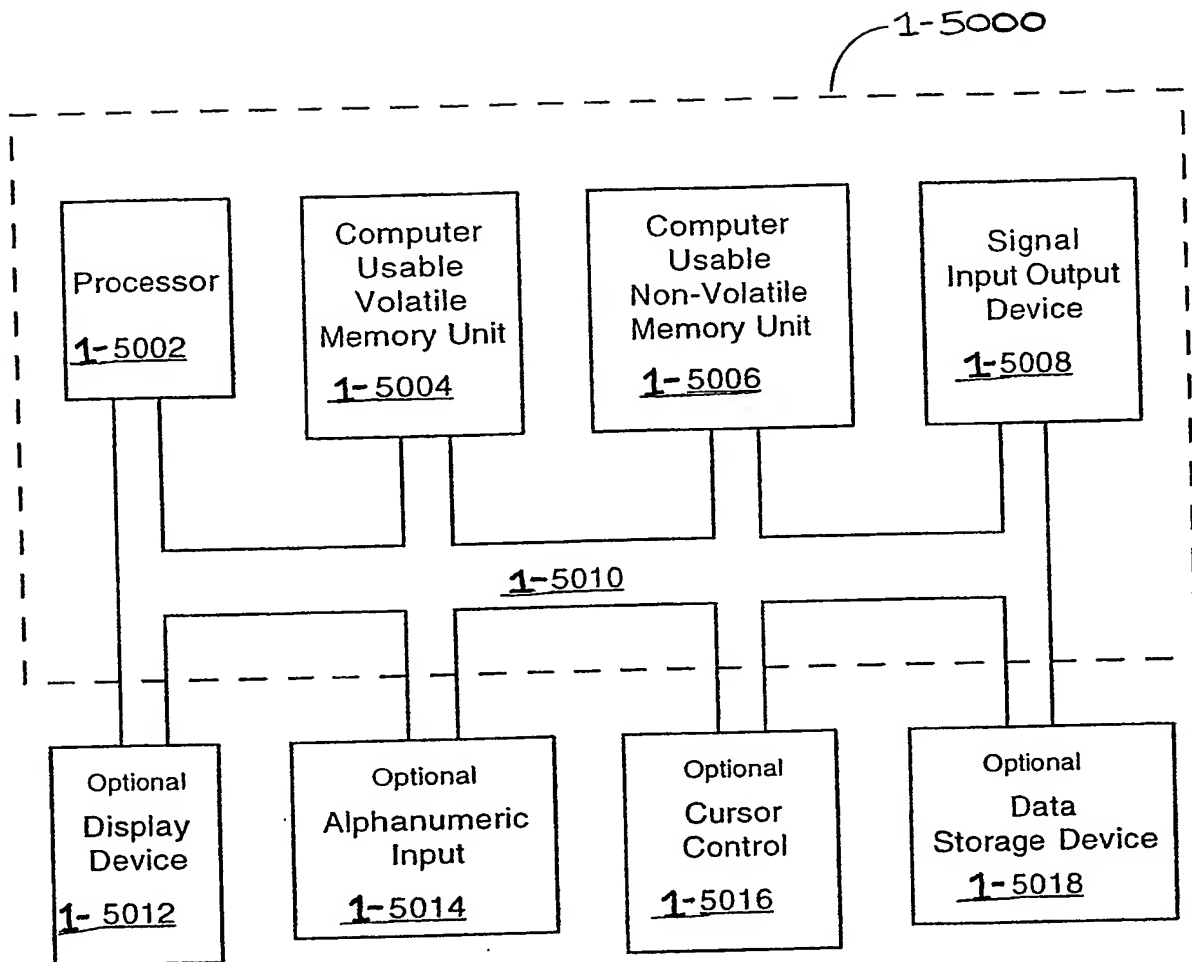 1-5000
Processor
1-5002
Computer
Usable
Volatile
Memory Unit
1-5004
Computer
Usable
Non-Volatile
Memory Unit
1-5006
Signal
Input Output
Device
1-5008
1-5010
Optional
Display
Device
1-5012
Optional
Alphanumeric
Input
1-5014
Optional
Cursor
Control
1-5016
Optional
Data
Storage Device
1-5018